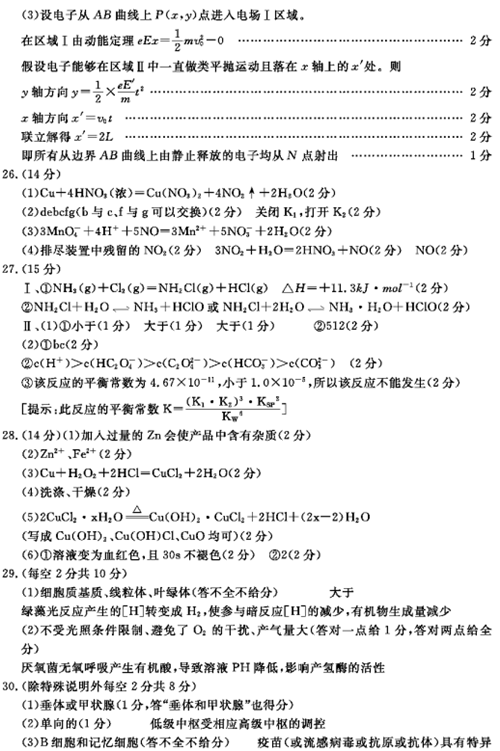 (3)设电子从 AB 曲线上 P(x,y)点进入电场Ⅰ区域。
在区域Ⅰ由动能定理 eEx=1/2mv₀²-0 …… 2分
假设电子能够在区域Ⅱ中一直做类平抛运动且落在 x 轴上的 x′处。则
y 轴方向 y=1/2×eE′/m t² …… 2分
x 轴方向 x′=v₀t …… 2分
联立解得 x′=2L …… 2分
即所有从边界 AB 曲线上由静止释放的电子均从 N 点射出 …… 1分
26.(14分)
(1)Cu+4HNO₃(浓)=Cu(NO₃)₂+4NO₂↑+2H₂O(2分)
(2)debcfg(b与c、f与g可以交换)(2分) 关闭K₁,打开K₂(2分)
(3)3MnO₄⁻+4H⁺+5NO=3Mn²⁺+5NO₃⁻+2H₂O(2分)
(4)排尽装置中残留的NO₂(2分) 3NO₂+H₂O=2HNO₃+NO(2分) NO(2分)
27.(15分)
Ⅰ、①NH₃(g)+Cl₂(g)=NH₂Cl(g)+HCl(g) △H=+11.3kJ·mol⁻¹(2分)
②NH₂Cl+H₂O⇌NH₃+HClO或NH₂Cl+2H₂O⇌NH₃·H₂O+HClO(2分)
Ⅱ、(1)①小于(1分) 大于(1分) 大于(1分) ②512(2分)
(2)①bc(2分)
②c(H⁺)>c(HC₂O₄⁻)>c(C₂O₄²⁻)>c(HCO₃⁻)>c(CO₃²⁻) (2分)
③该反应的平衡常数为4.67×10⁻¹¹,小于1.0×10⁻⁵,所以该反应不能发生(2分)
[提示:此反应的平衡常数K=(K₁·K₂)³·K_SP²/K_W⁶]
28.(14分)(1)加入过量的Zn会使产品中含有杂质(2分)
(2)Zn²⁺、Fe²⁺(2分)
(3)Cu+H₂O₂+2HCl=CuCl₂+2H₂O(2分)
(4)洗涤、干燥(2分)
(5)2CuCl₂·xH₂O=△=Cu(OH)₂·CuCl₂+2HCl+(2x-2)H₂O
(写成Cu(OH)₂、Cu(OH)Cl、CuO均可)(2分)
(6)①溶液变为血红色,且30s不褪色(2分) ②2(2分)
29.(每空2分共10分)
(1)细胞质基质、线粒体、叶绿体(答不全不给分) 大于
绿藻光反应产生的[H]转变成H₂,使参与暗反应[H]的减少,有机物生成量减少
(2)不受光照条件限制、避免了O₂的干扰、产气量大(答对一点给1分,答对两点给全
分)
厌氧菌无氧呼吸产生有机酸,导致溶液PH降低,影响产氢酶的活性
30.(除特殊说明外每空2分共8分)
(1)垂体或甲状腺(1分,答“垂体和甲状腺”也得分)
(2)单向的(1分) 低级中枢受相应高级中枢的调控
(3)B细胞和记忆细胞(答不全不给分) 疫苗(或流感病毒或抗原或抗体)具有特异